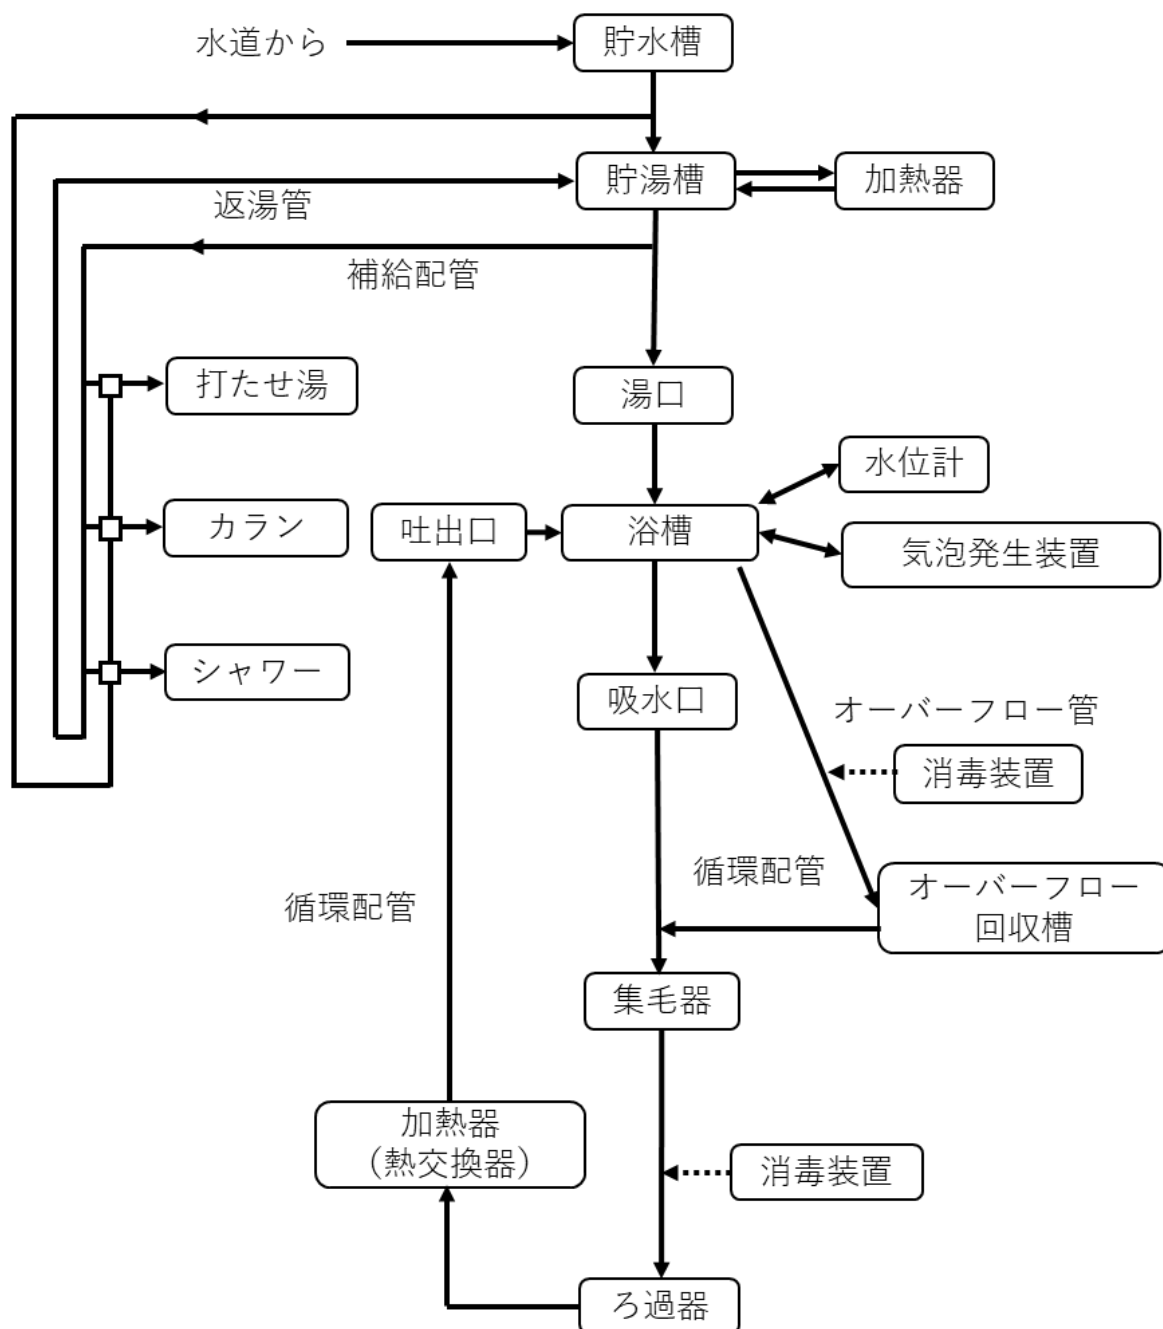 水道から
貯水槽
貯湯槽
加熱器
返湯管
補給配管
打たせ湯
湯口
水位計
カラン
吐出口
浴槽
気泡発生装置
シャワー
吸水口
オーバーフロー管
消毒装置
循環配管
オーバーフロー
回収槽
循環配管
集毛器
加熱器
（熱交換器）
消毒装置
ろ過器